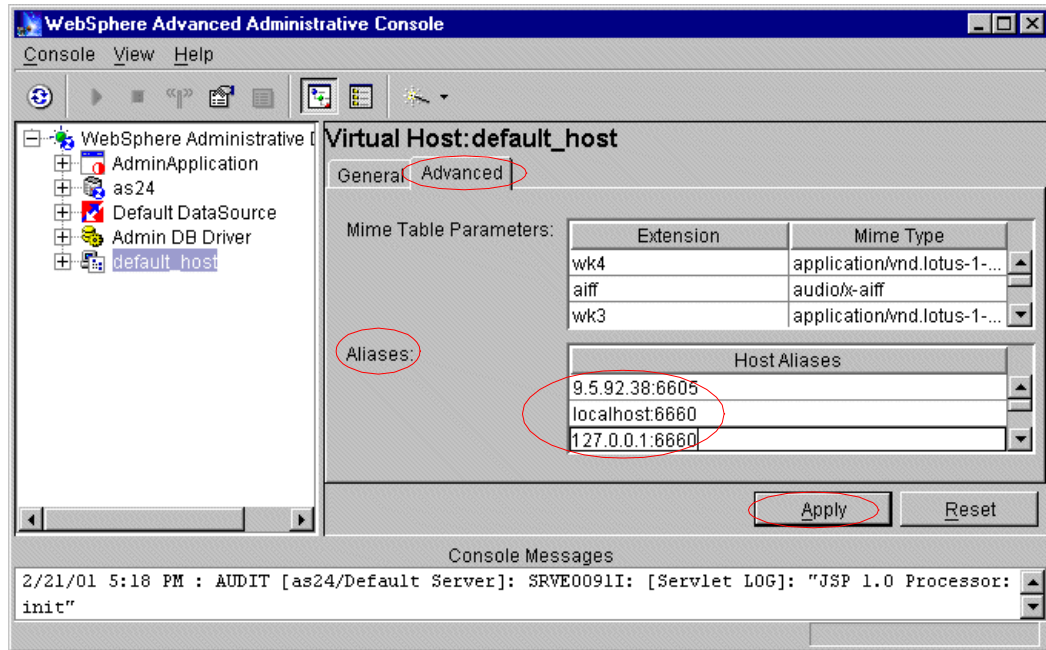 WebSphere Advanced Administrative Console
Console View Help
WebSphere Administrative D
AdminApplication
as24
Default DataSource
Admin DB Driver
default_host
Virtual Host:default_host
General Advanced
Mime Table Parameters:
Extension Mime Type
wk4 application/vnd.lotus-1-...
aiff audio/x-aiff
wk3 application/vnd.lotus-1-...
Aliases:
Host Aliases
9.5.92.38:6605
localhost:6660
127.0.0.1:6660
Apply Reset
Console Messages
2/21/01 5:18 PM : AUDIT [as24/Default Server]: SRVE0091I: [Servlet LOG]: "JSP 1.0 Processor:
init"